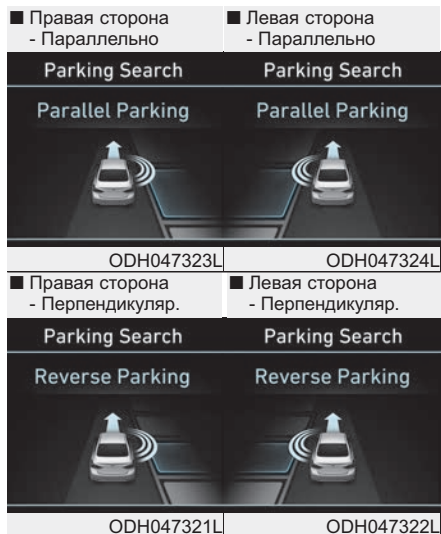 ■ Правая сторона
- Параллельно
■ Левая сторона
- Параллельно
Parking Search
Parallel Parking
Parking Search
Parallel Parking
ODH047323L
ODH047324L
■ Правая сторона
- Перпендикуляр.
■ Левая сторона
- Перпендикуляр.
Parking Search
Reverse Parking
Parking Search
Reverse Parking
ODH047321L
ODH047322L